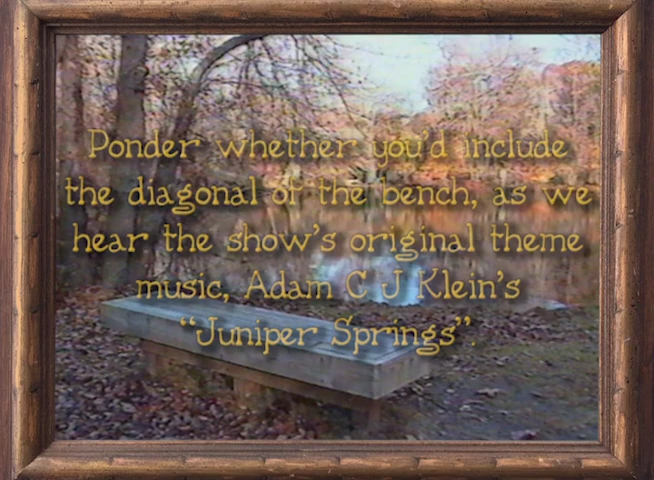 Ponder whether you'd include
the diagonal of the bench, as we
hear the show's original theme
music, Adam C J Klein's
“Juniper Springs”.